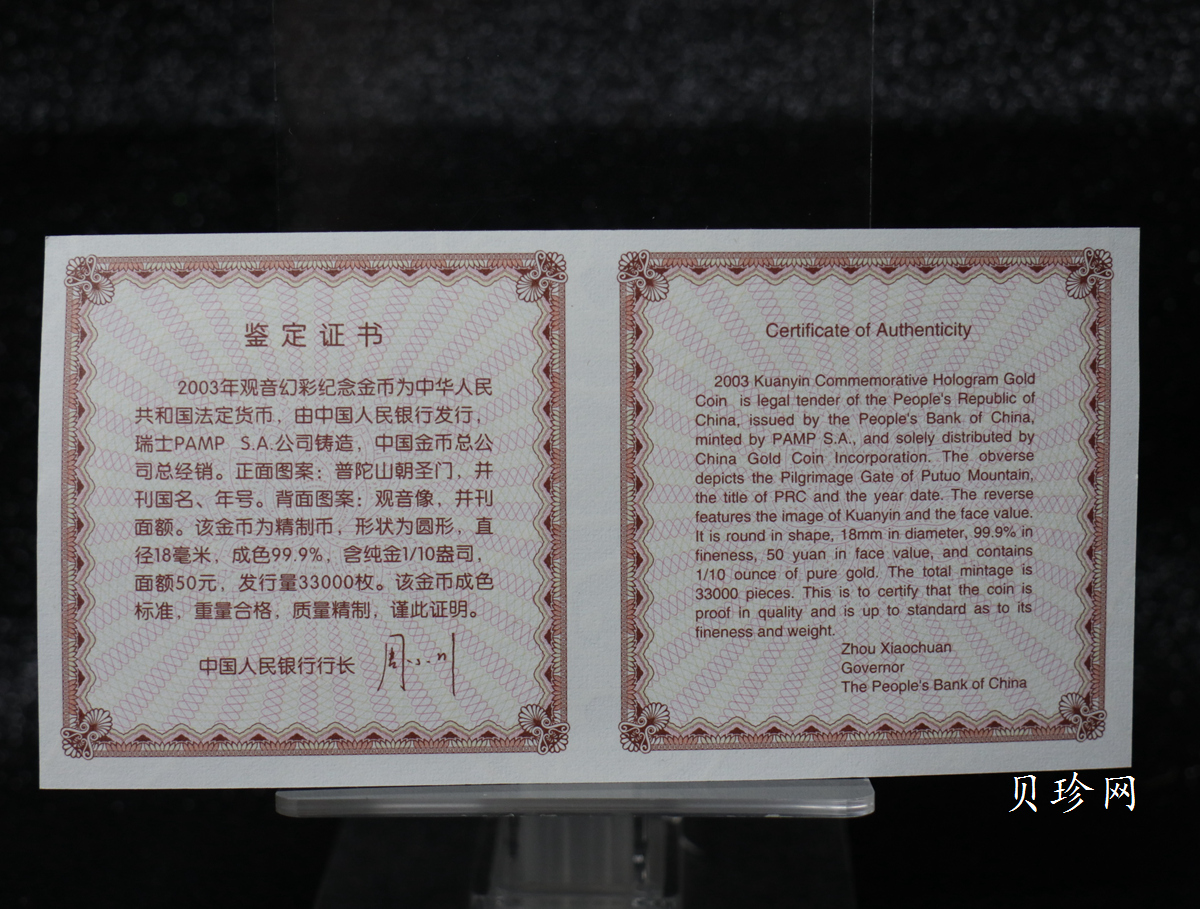 鉴定证书
2003年观音幻彩纪念金币为中华人民
共和国法定货币，由中国人民银行发行，
瑞士PAMP S.A.公司铸造，中国金币总公
司总经销。正面图案：普陀山朝圣门，并
刊国名、年号。背面图案：观音像，并刊
面额。该金币为精制币，形状为圆形，直
径18毫米，成色99.9%，含纯金1/10盎司，
面额50元，发行量33000枚。该金币成色
标准，重量合格，质量精制，谨此证明。
中国人民银行行长 周小川
Certificate of Authenticity
2003 Kuanyin Commemorative Hologram Gold
Coin is legal tender of the People's Republic of
China, issued by the People's Bank of China,
minted by PAMP S.A., and solely distributed by
China Gold Coin Incorporation. The obverse
depicts the Pilgrimage Gate of Putuo Mountain,
the title of PRC and the year date. The reverse
features the image of Kuanyin and the face value.
It is round in shape, 18mm in diameter, 99.9% in
fineness, 50 yuan in face value, and contains
1/10 ounce of pure gold. The total mintage is
33000 pieces. This is to certify that the coin is
proof in quality and is up to standard as to its
fineness and weight.
Zhou Xiaochuan
Governor
The People's Bank of China
贝珍网